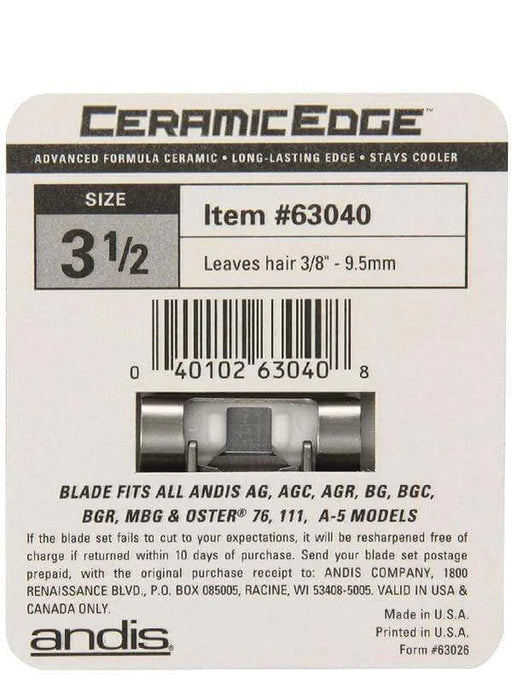 CERAMICEDGE™
ADVANCED FORMULA CERAMIC • LONG-LASTING EDGE • STAYS COOLER
SIZE
3 1/2
Item #63040
Leaves hair 3/8" - 9.5mm
0 40102 63040 8
BLADE FITS ALL ANDIS AG, AGC, AGR, BG, BGC,
BGR, MBG & OSTER® 76, 111, A-5 MODELS
If the blade set fails to cut to your expectations, it will be resharpened free of
charge if returned within 10 days of purchase. Send your blade set postage
prepaid, with the original purchase receipt to: ANDIS COMPANY, 1800
RENAISSANCE BLVD., P.O. BOX 085005, RACINE, WI 53408-5005. VALID IN USA &
CANADA ONLY.
Made in U.S.A.
andis
Printed in U.S.A.
Form #63026